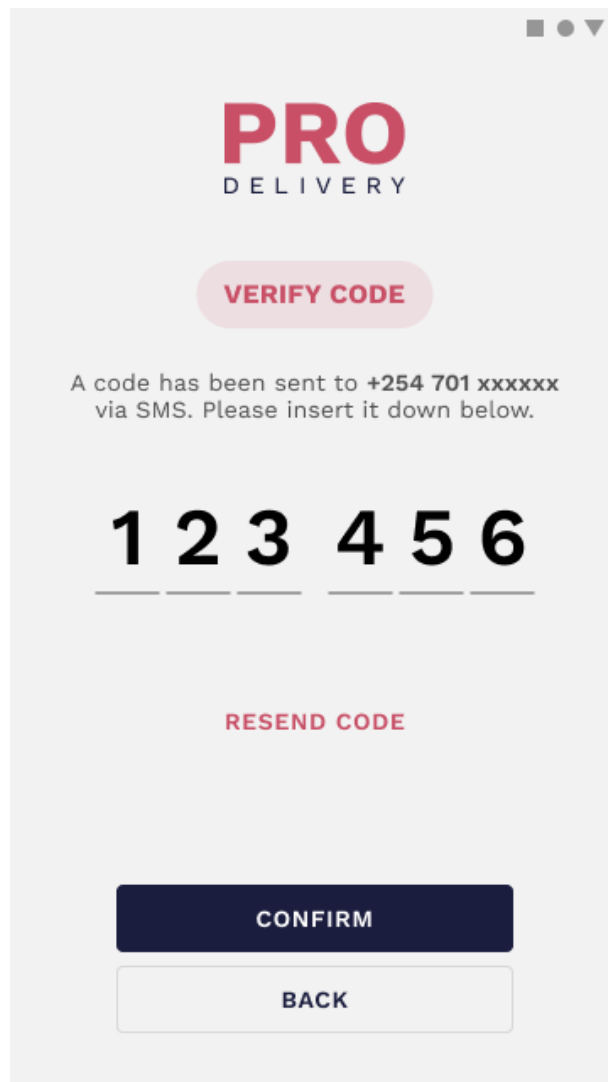 PRO
DELIVERY
VERIFY CODE
A code has been sent to +254 701 xxxxxx
via SMS. Please insert it down below.
1 2 3 4 5 6
RESEND CODE
CONFIRM
BACK